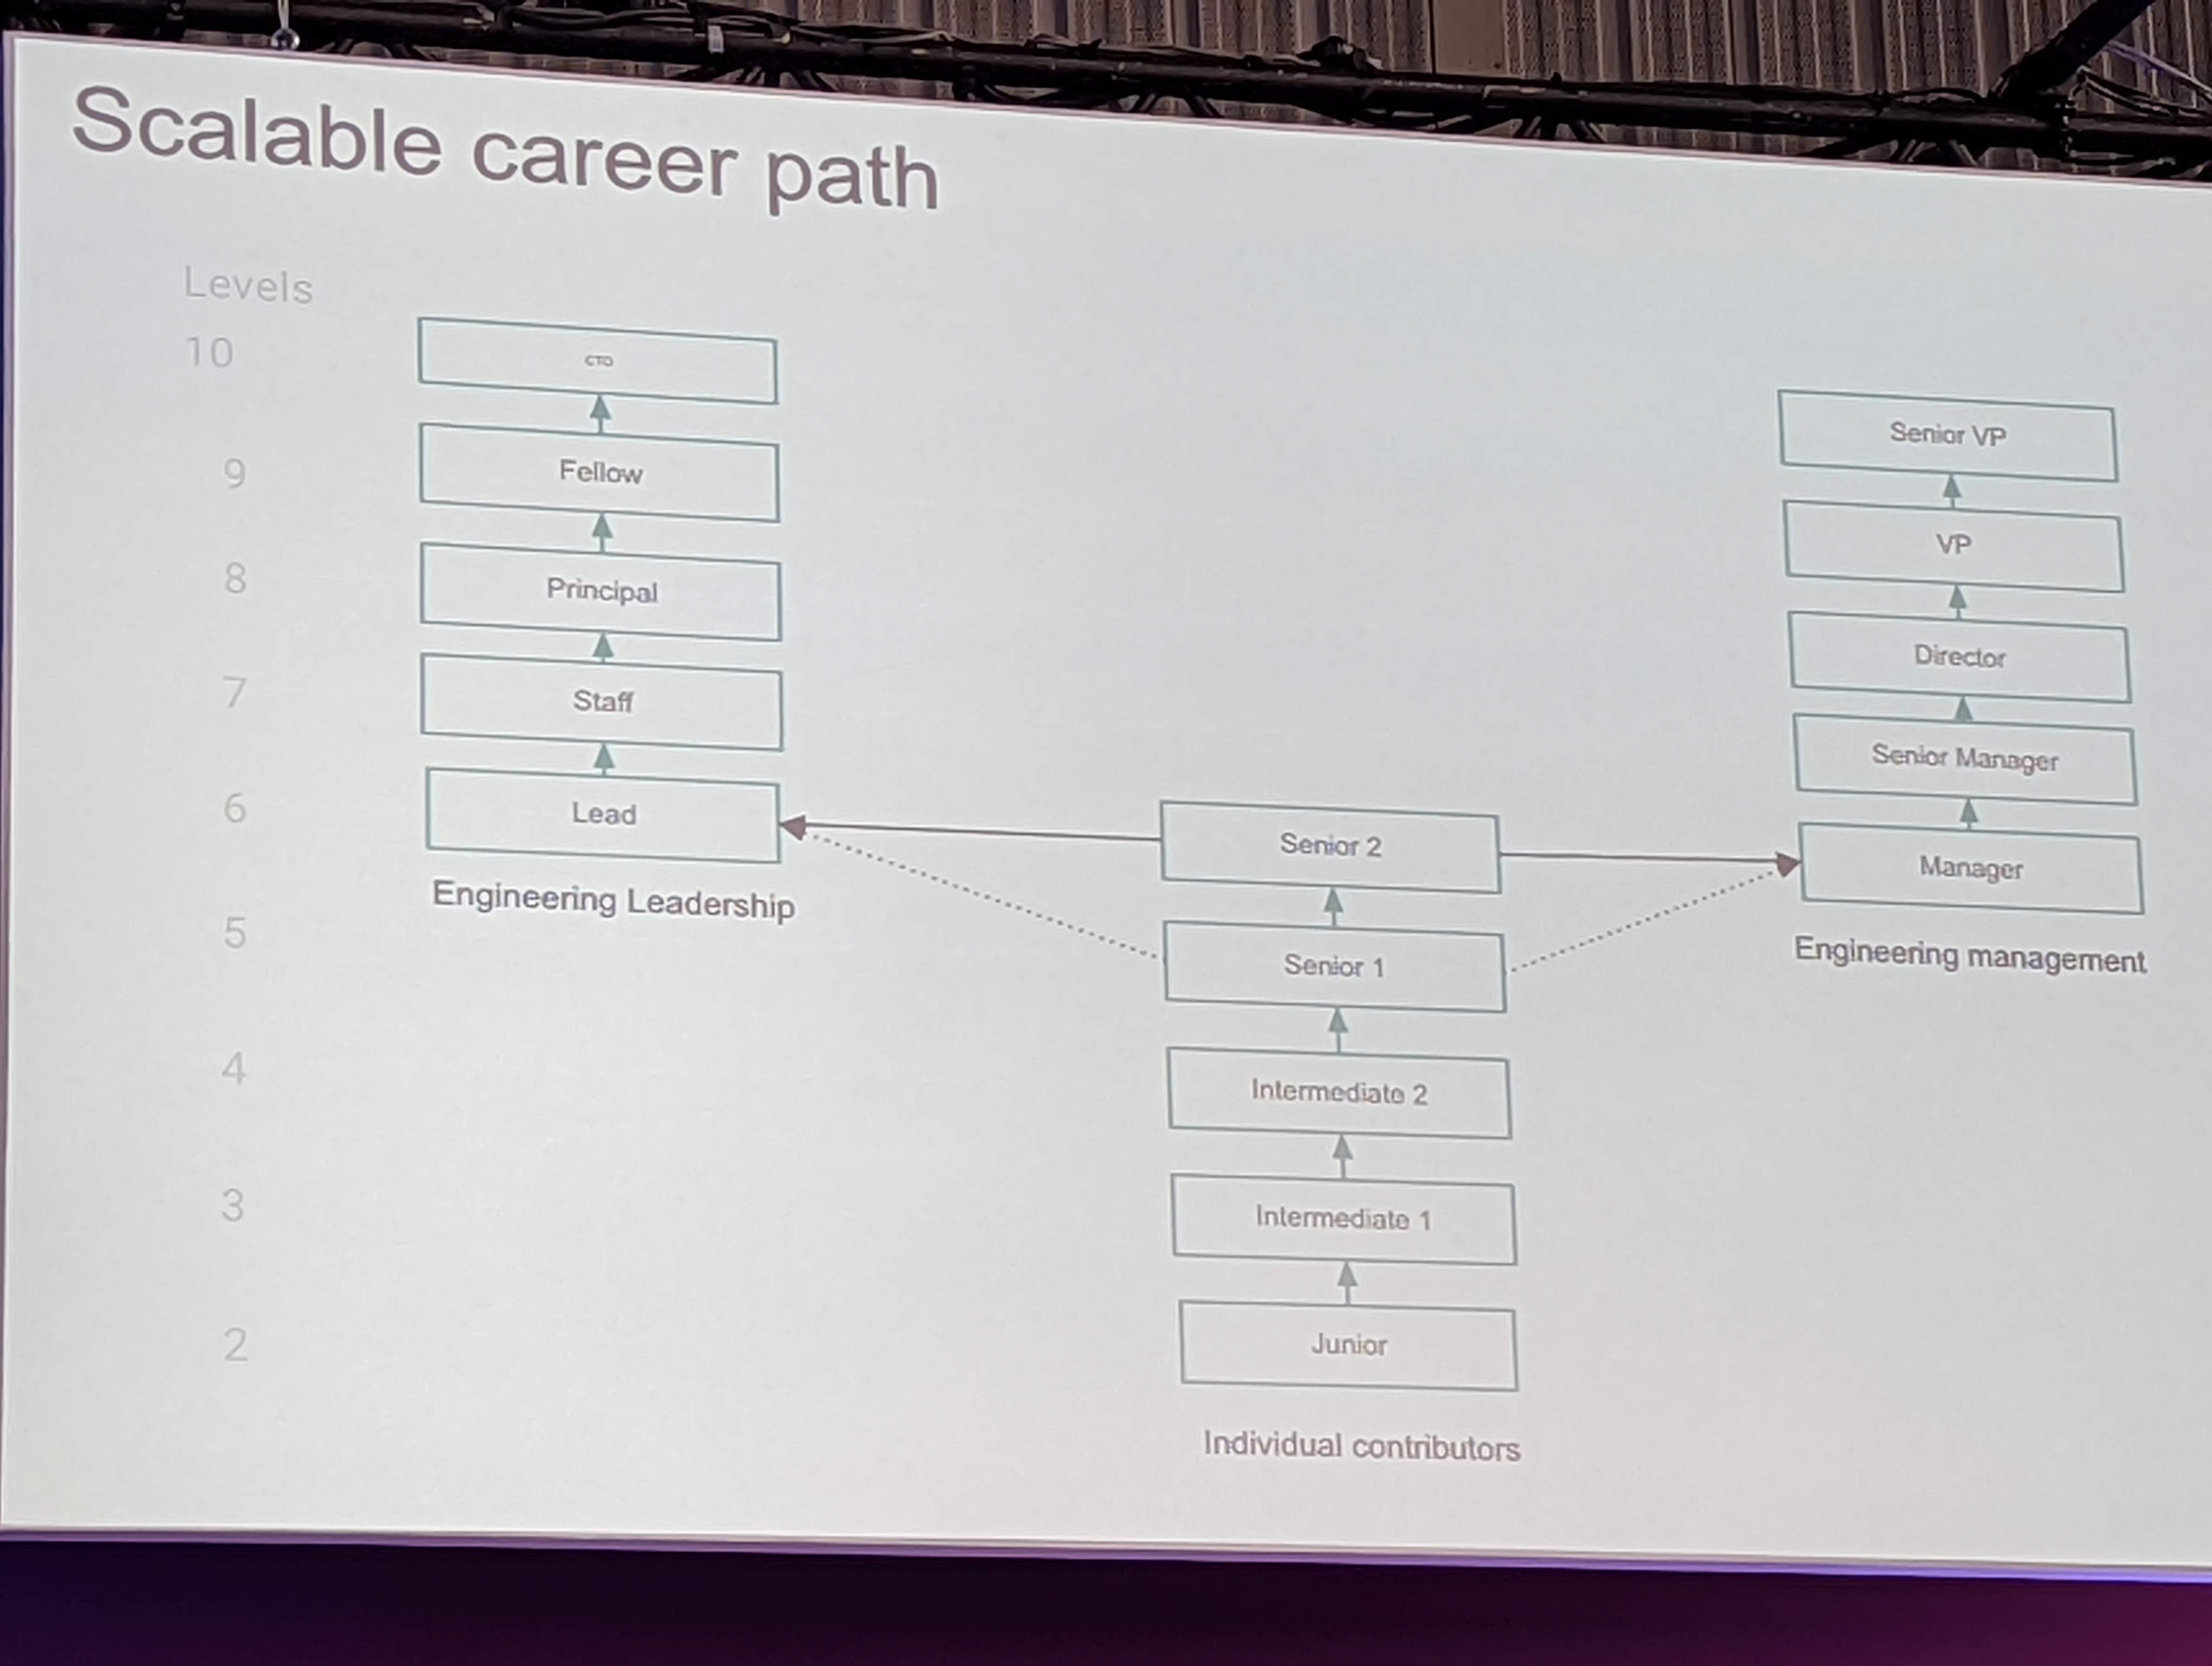 Scalable career path
Levels
10
9
8
7
6
5
4
3
2
CTO
Fellow
Principal
Staff
Lead
Engineering Leadership
Senior 2
Senior 1
Intermediate 2
Intermediate 1
Junior
Individual contributors
Senior VP
VP
Director
Senior Manager
Manager
Engineering management